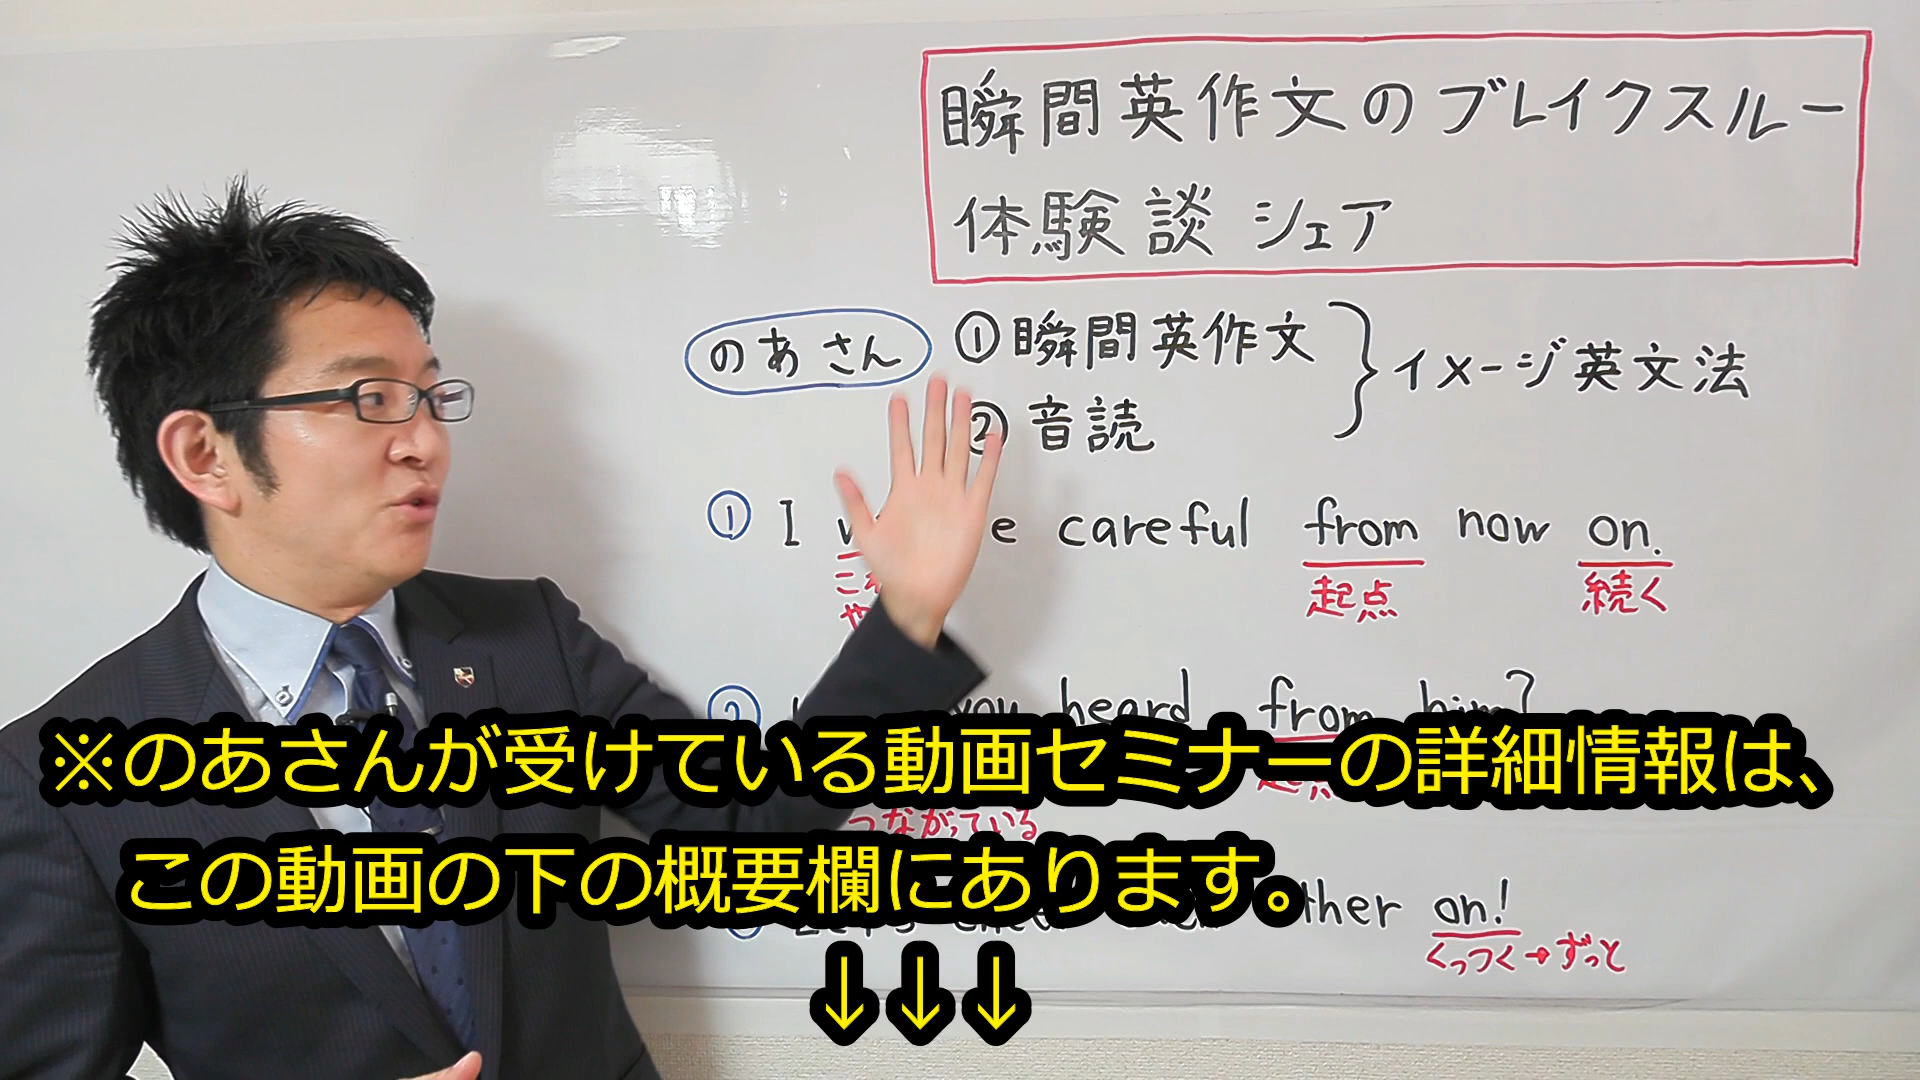 瞬間英作文のブレイクスルー
体験談シェア
のあさん ①瞬間英作文
②音読
イメージ英文法
① I careful from now on.
起点 続く
② you heard from him?
つながっている
ther on!
くっつく→ずっと
※のあさんが受けている動画セミナーの詳細情報は、
この動画の下の概要欄にあります。
↓↓↓